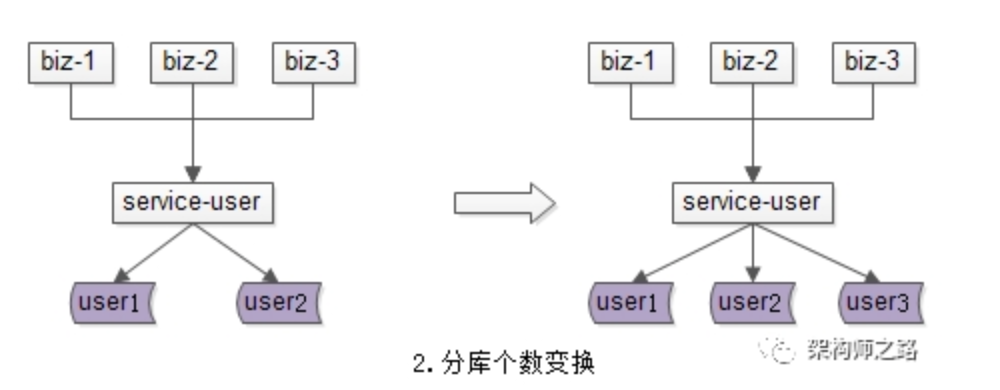 biz-1 biz-2 biz-3 biz-1 biz-2 biz-3
service-user service-user
user1 user2 user1 user2 user3
架构师之路
2.分库个数变换